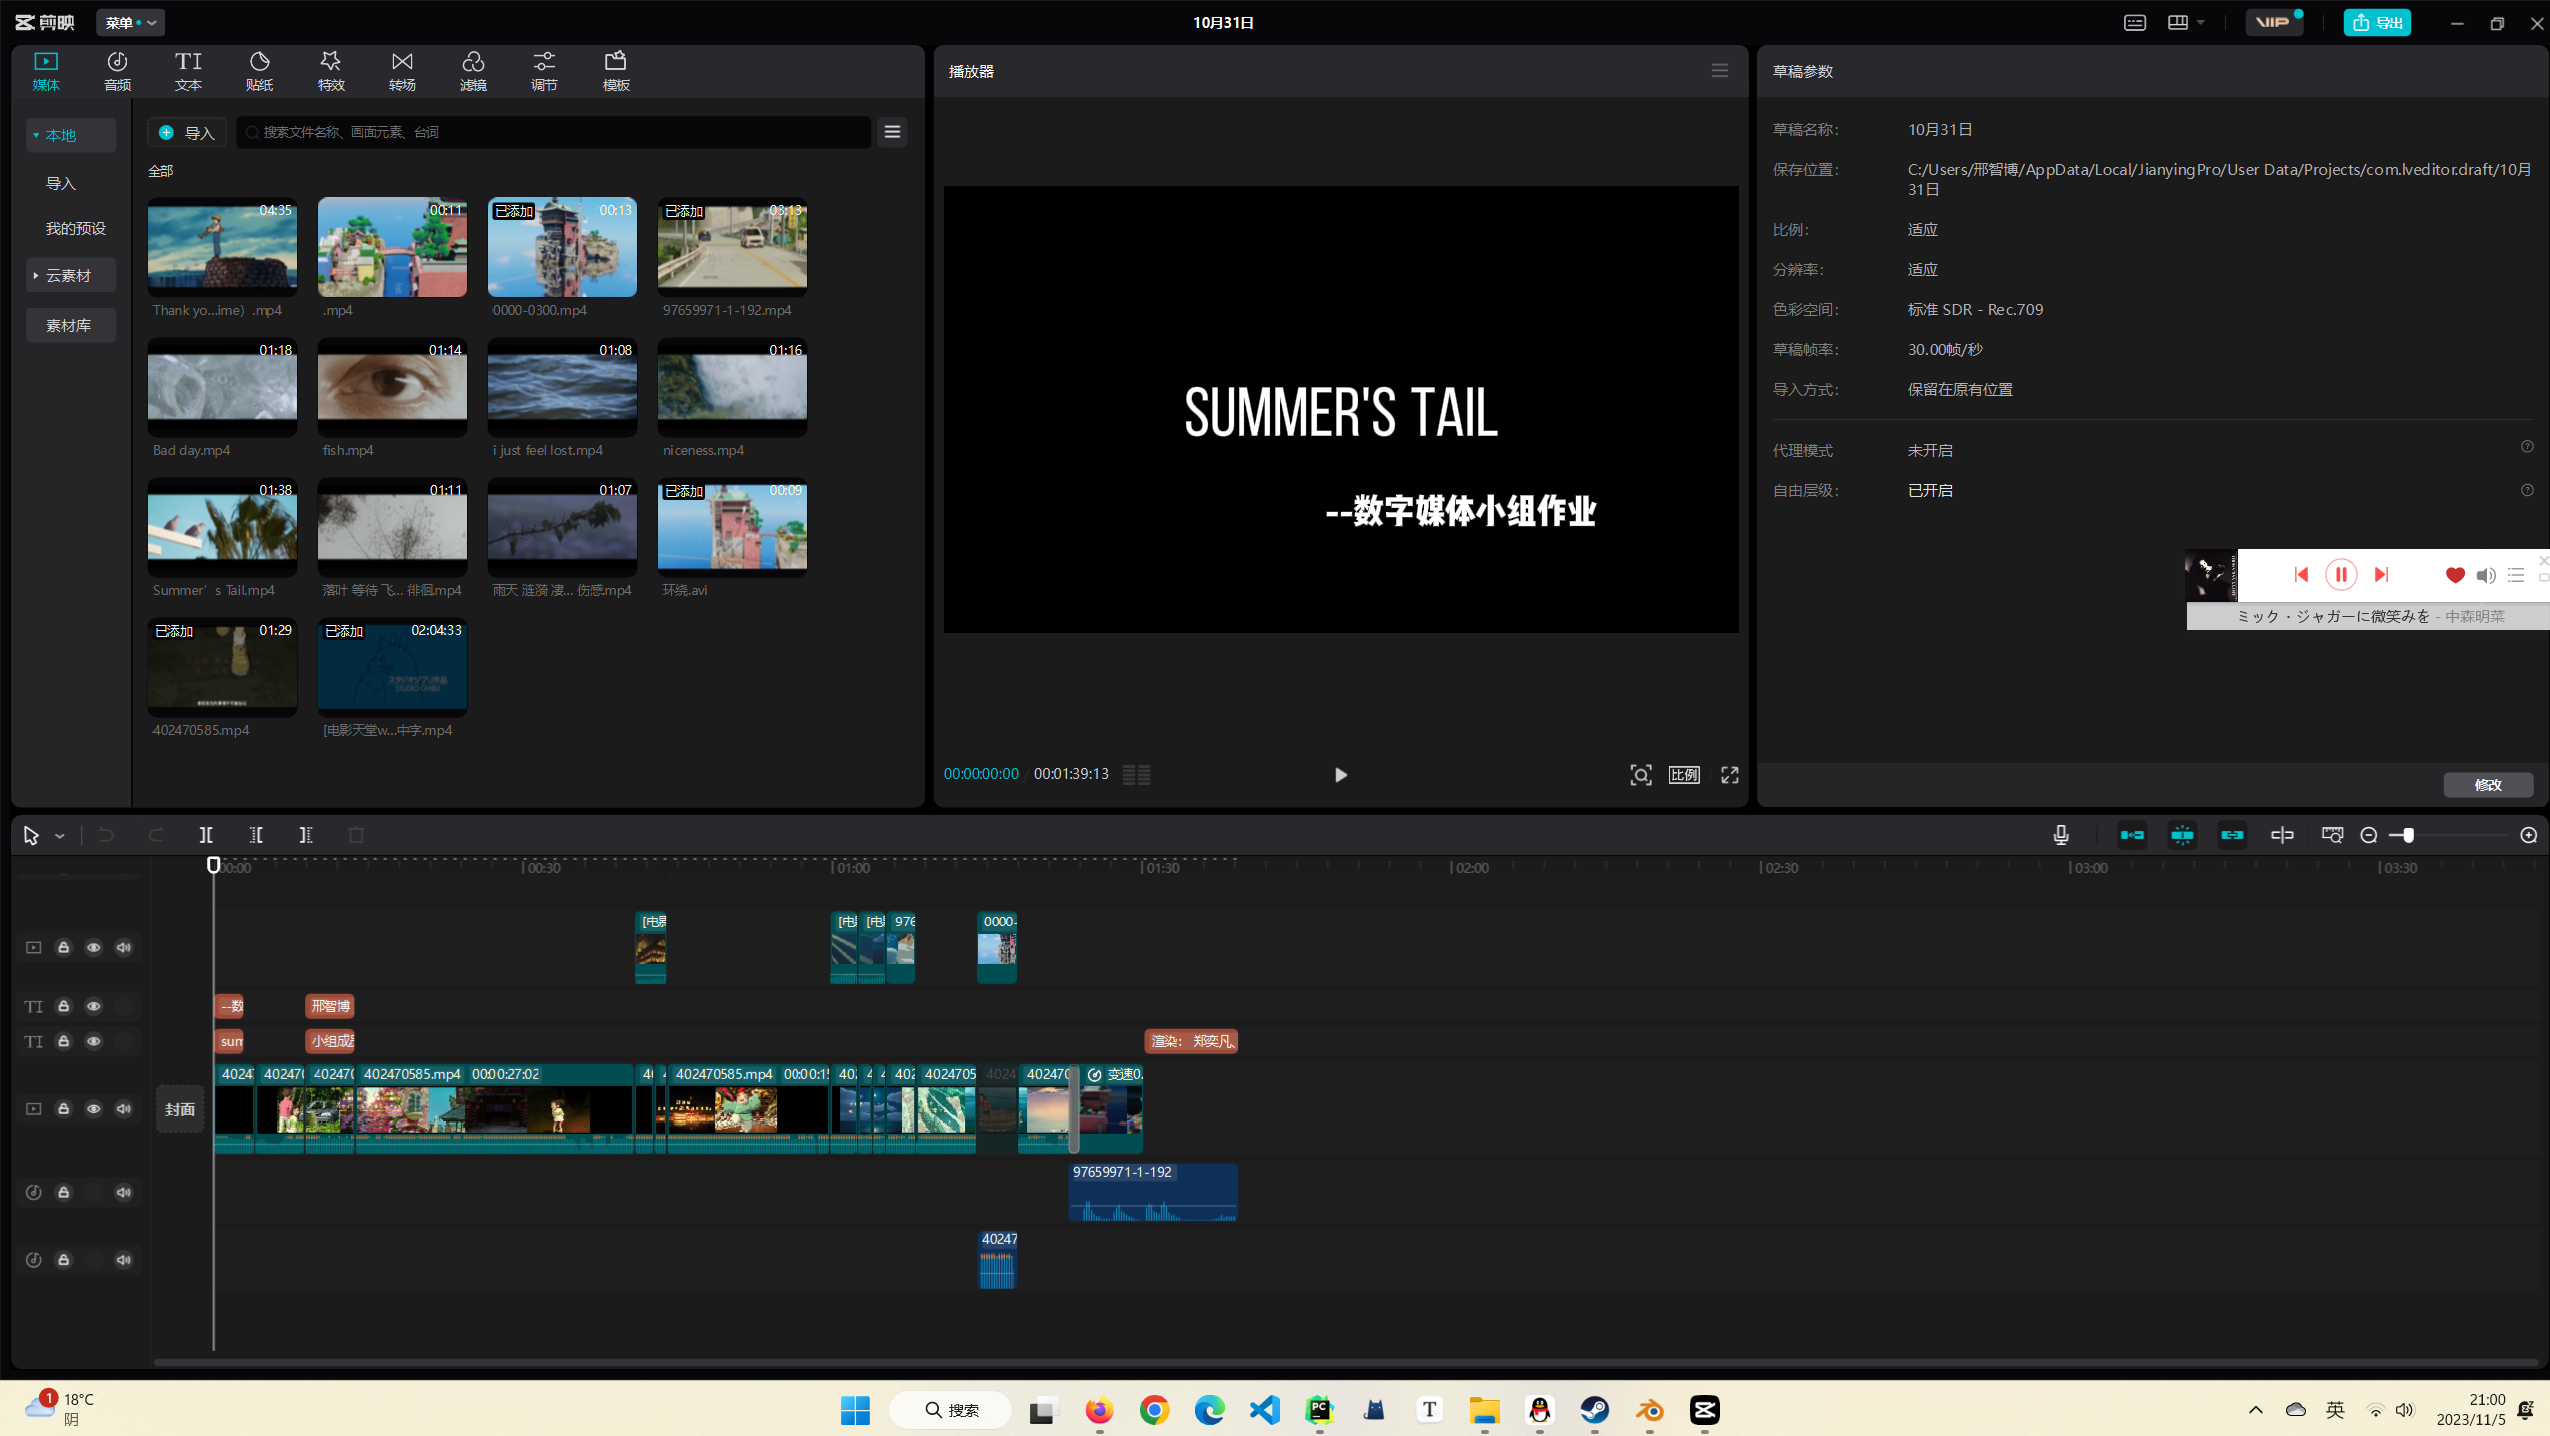 剪映
菜单
10月31日
VIP
导出
媒体
音频
文本
贴纸
特效
转场
滤镜
调节
模板
本地
导入
我的预设
云素材
素材库
导入
搜索文件名称、画面元素、台词
全部
04:35
Thank yo...ime）.mp4
00:11
.mp4
已添加
00:13
0000-0300.mp4
已添加
03:13
97659971-1-192.mp4
01:18
Bad day.mp4
01:14
fish.mp4
01:08
i just feel lost.mp4
01:16
niceness.mp4
01:38
Summer's Tail.mp4
01:11
落叶 等待 飞... 徘徊.mp4
01:07
雨天 涟漪 凄... 伤感.mp4
已添加
00:09
环绕.avi
已添加
01:29
402470585.mp4
已添加
02:04:33
スタジオジブリ作品
STUDIO GHIBLI
[电影天堂w...中字.mp4
播放器
SUMMER'S TAIL
--数字媒体小组作业
00:00:00:00
00:01:39:13
比例
草稿参数
草稿名称：
10月31日
保存位置：
C:/Users/邢智博/AppData/Local/JianyingPro/User Data/Projects/com.lveditor.draft/10月
31日
比例：
适应
分辨率：
适应
色彩空间：
标准 SDR - Rec.709
草稿帧率：
30.00帧/秒
导入方式：
保留在原有位置
代理模式
未开启
自由层级：
已开启
ミック・ジャガーに微笑みを - 中森明菜
修改
00:00
00:30
01:00
01:30
02:00
02:30
03:00
03:30
[电影
[电
[电
976
0000-
--数
邢智博
sum
小组成员
渲染： 郑奕凡、
封面
4024
40247
40247
402470585.mp4 00:00:27:02
402470585.mp4 00:00:15
402
4024705
4024
40247
变速0.
97659971-1-192
40247
1
18°C
阴
搜索
英
21:00
2023/11/5